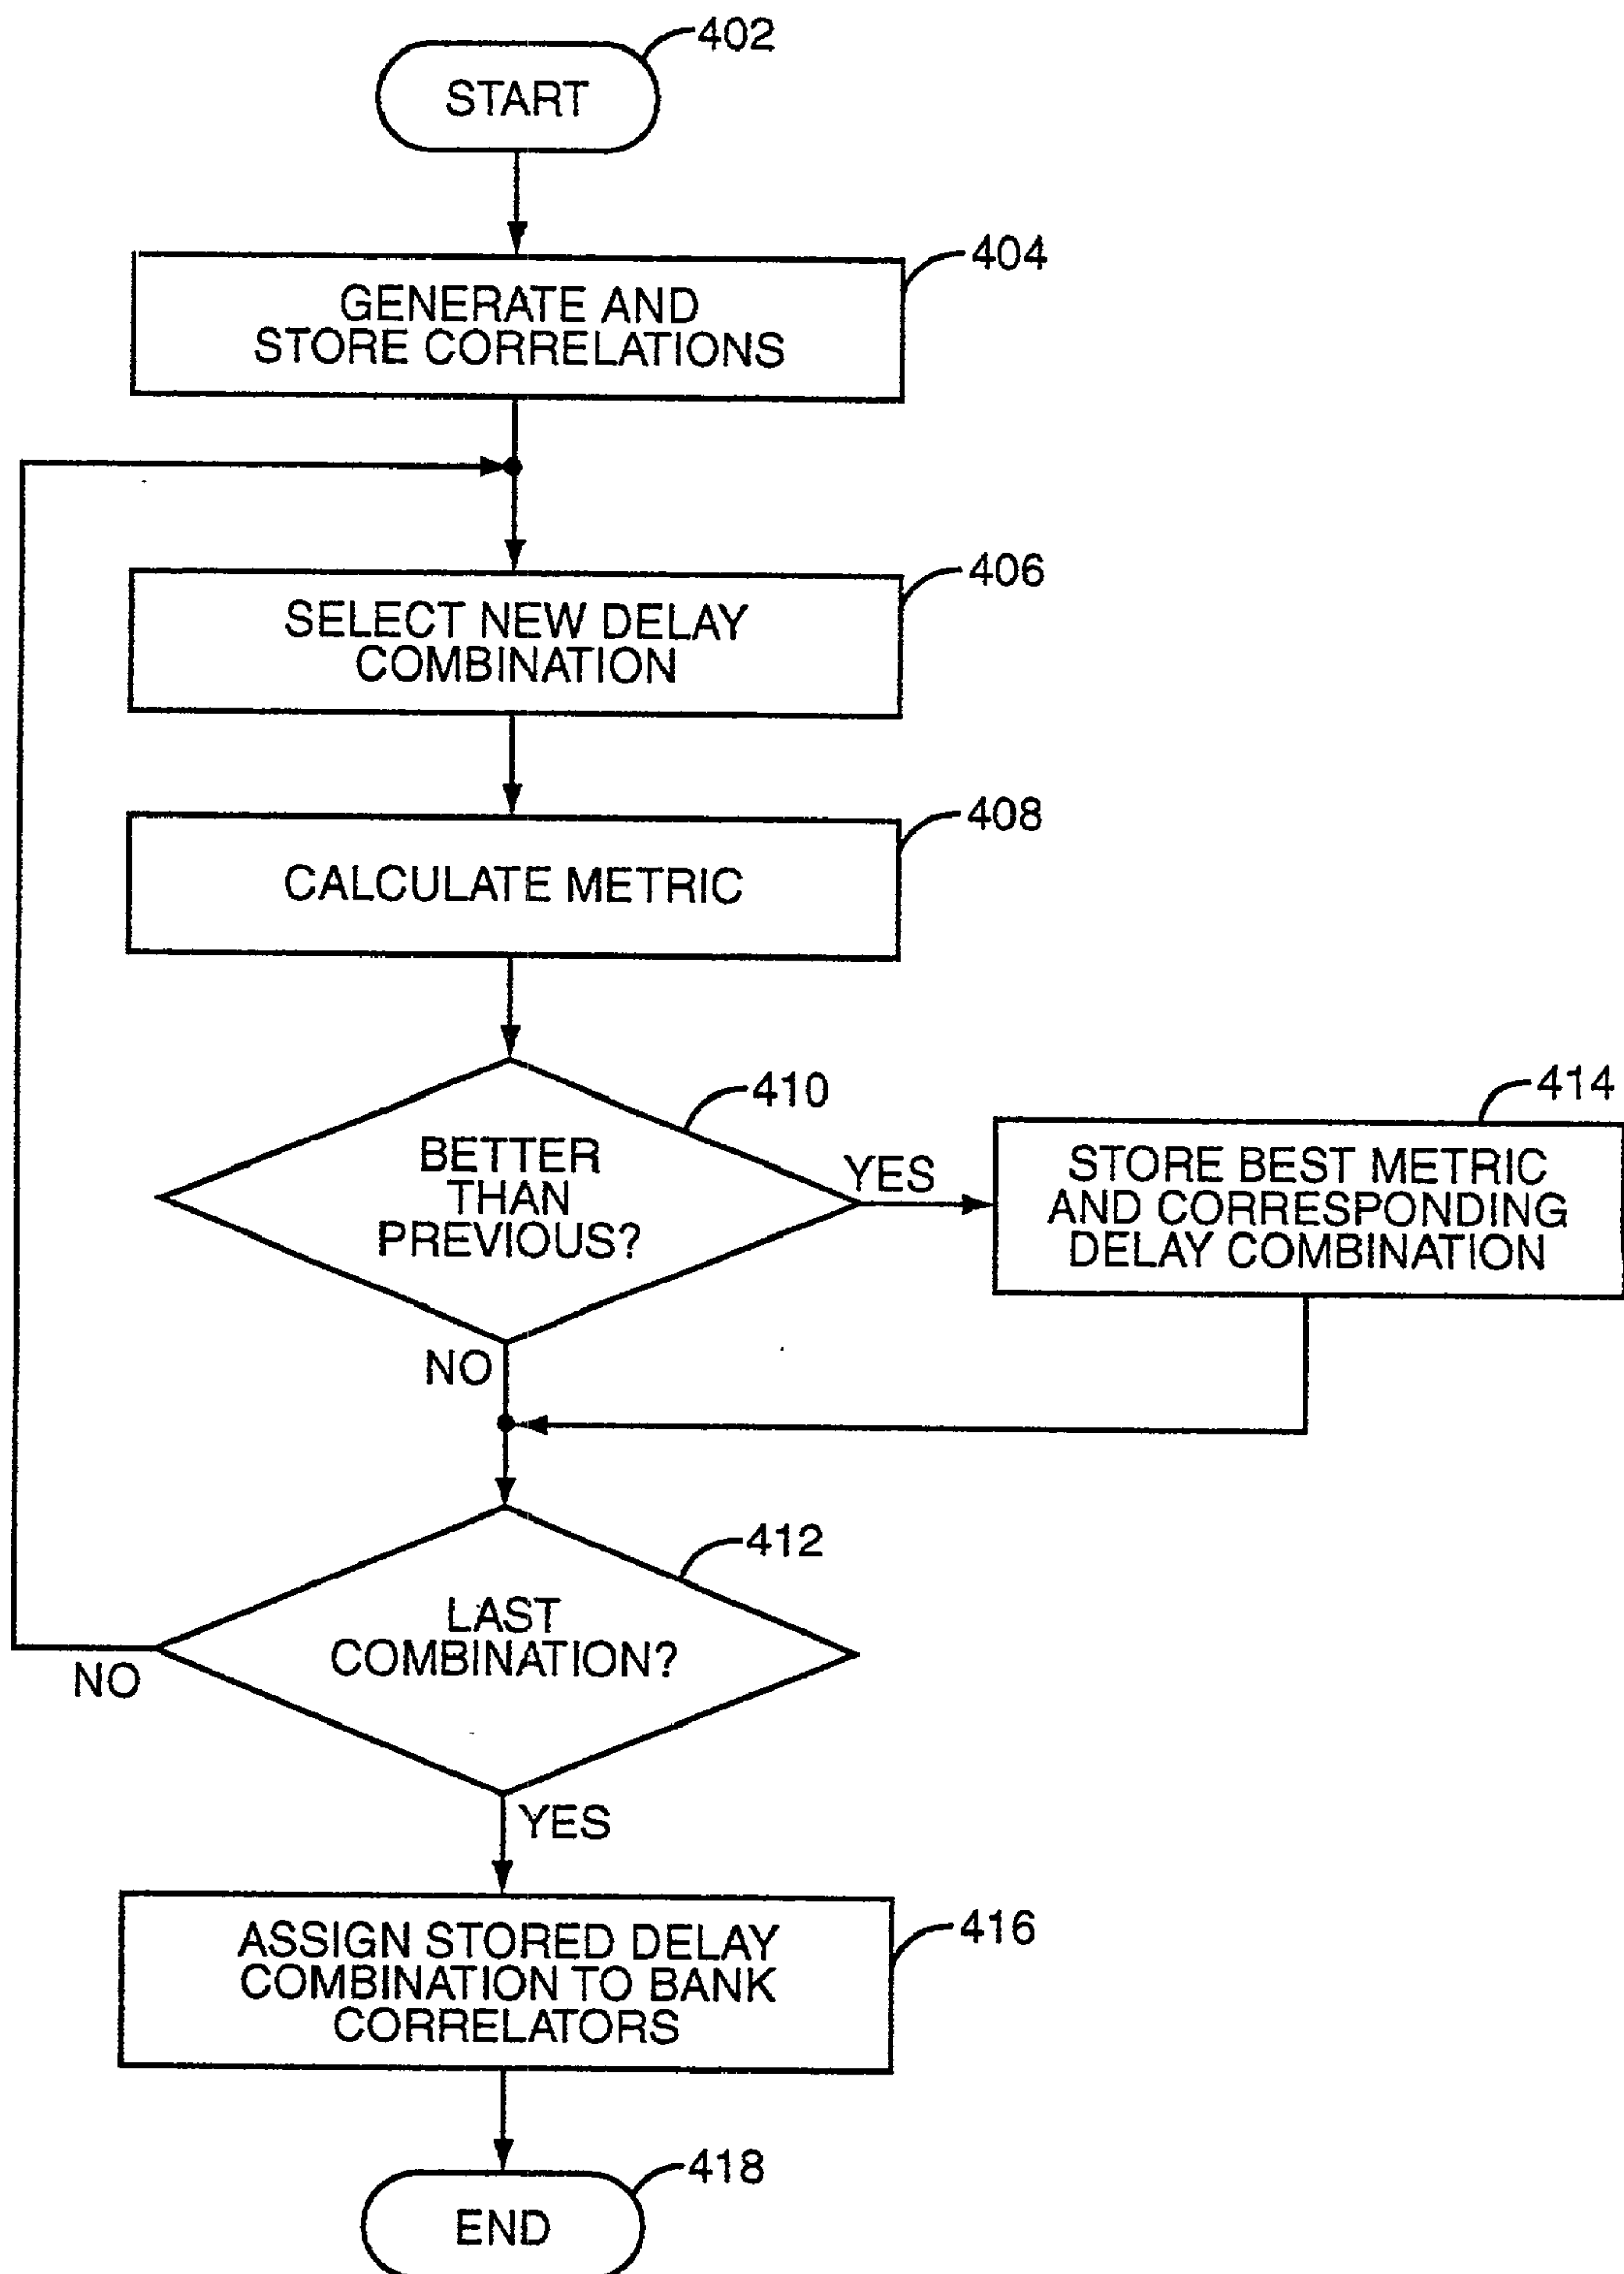 402
START
404
GENERATE AND
STORE CORRELATIONS
406
SELECT NEW DELAY
COMBINATION
408
CALCULATE METRIC
410
BETTER
THAN
PREVIOUS?
YES
414
STORE BEST METRIC
AND CORRESPONDING
DELAY COMBINATION
NO
412
LAST
COMBINATION?
NO
YES
416
ASSIGN STORED DELAY
COMBINATION TO BANK
CORRELATORS
418
END